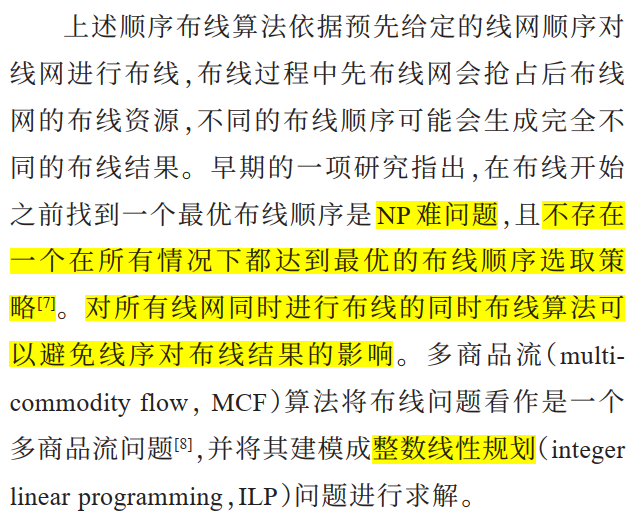 上述顺序布线算法依据预先给定的线网顺序对
线网进行布线,布线过程中先布线网会抢占后布线
网的布线资源,不同的布线顺序可能会生成完全不
同的布线结果。早期的一项研究指出,在布线开始
之前找到一个最优布线顺序是NP难问题,且不存在
一个在所有情况下都达到最优的布线顺序选取策
略[7]。对所有线网同时进行布线的同时布线算法可
以避免线序对布线结果的影响。多商品流(multi-
commodity flow, MCF)算法将布线问题看作是一个
多商品流问题[8],并将其建模成整数线性规划(integer
linear programming,ILP)问题进行求解。